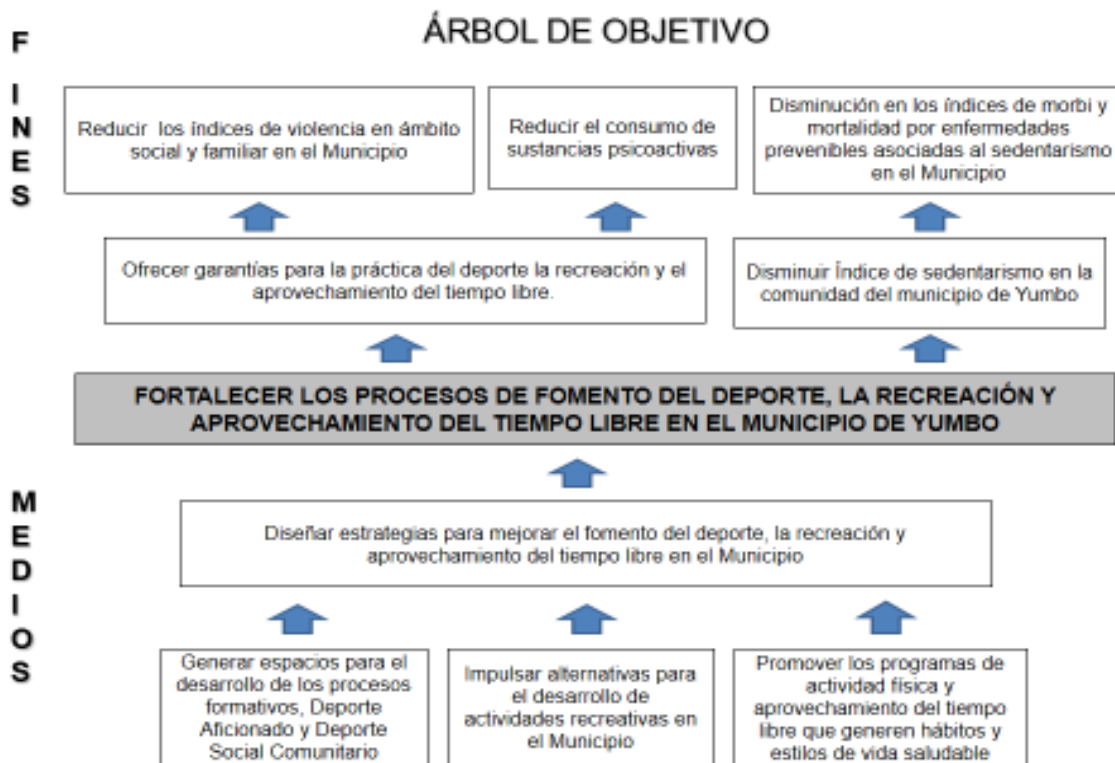 ÁRBOL DE OBJETIVO
FINES
Reducir los índices de violencia en ámbito
social y familiar en el Municipio
Reducir el consumo de
sustancias psicoactivas
Disminución en los índices de morbi y
mortalidad por enfermedades
prevenibles asociadas al sedentarismo
en el Municipio
Ofrecer garantías para la práctica del deporte la recreación y el
aprovechamiento del tiempo libre.
Disminuir Índice de sedentarismo en la
comunidad del municipio de Yumbo
FORTALECER LOS PROCESOS DE FOMENTO DEL DEPORTE, LA RECREACIÓN Y
APROVECHAMIENTO DEL TIEMPO LIBRE EN EL MUNICIPIO DE YUMBO
MEDIOS
Diseñar estrategias para mejorar el fomento del deporte, la recreación y
aprovechamiento del tiempo libre en el Municipio
Generar espacios para el
desarrollo de los procesos
formativos, Deporte
Aficionado y Deporte
Social Comunitario
Impulsar alternativas para
el desarrollo de
actividades recreativas en
el Municipio
Promover los programas de
actividad física y
aprovechamiento del tiempo
libre que generen hábitos y
estilos de vida saludable